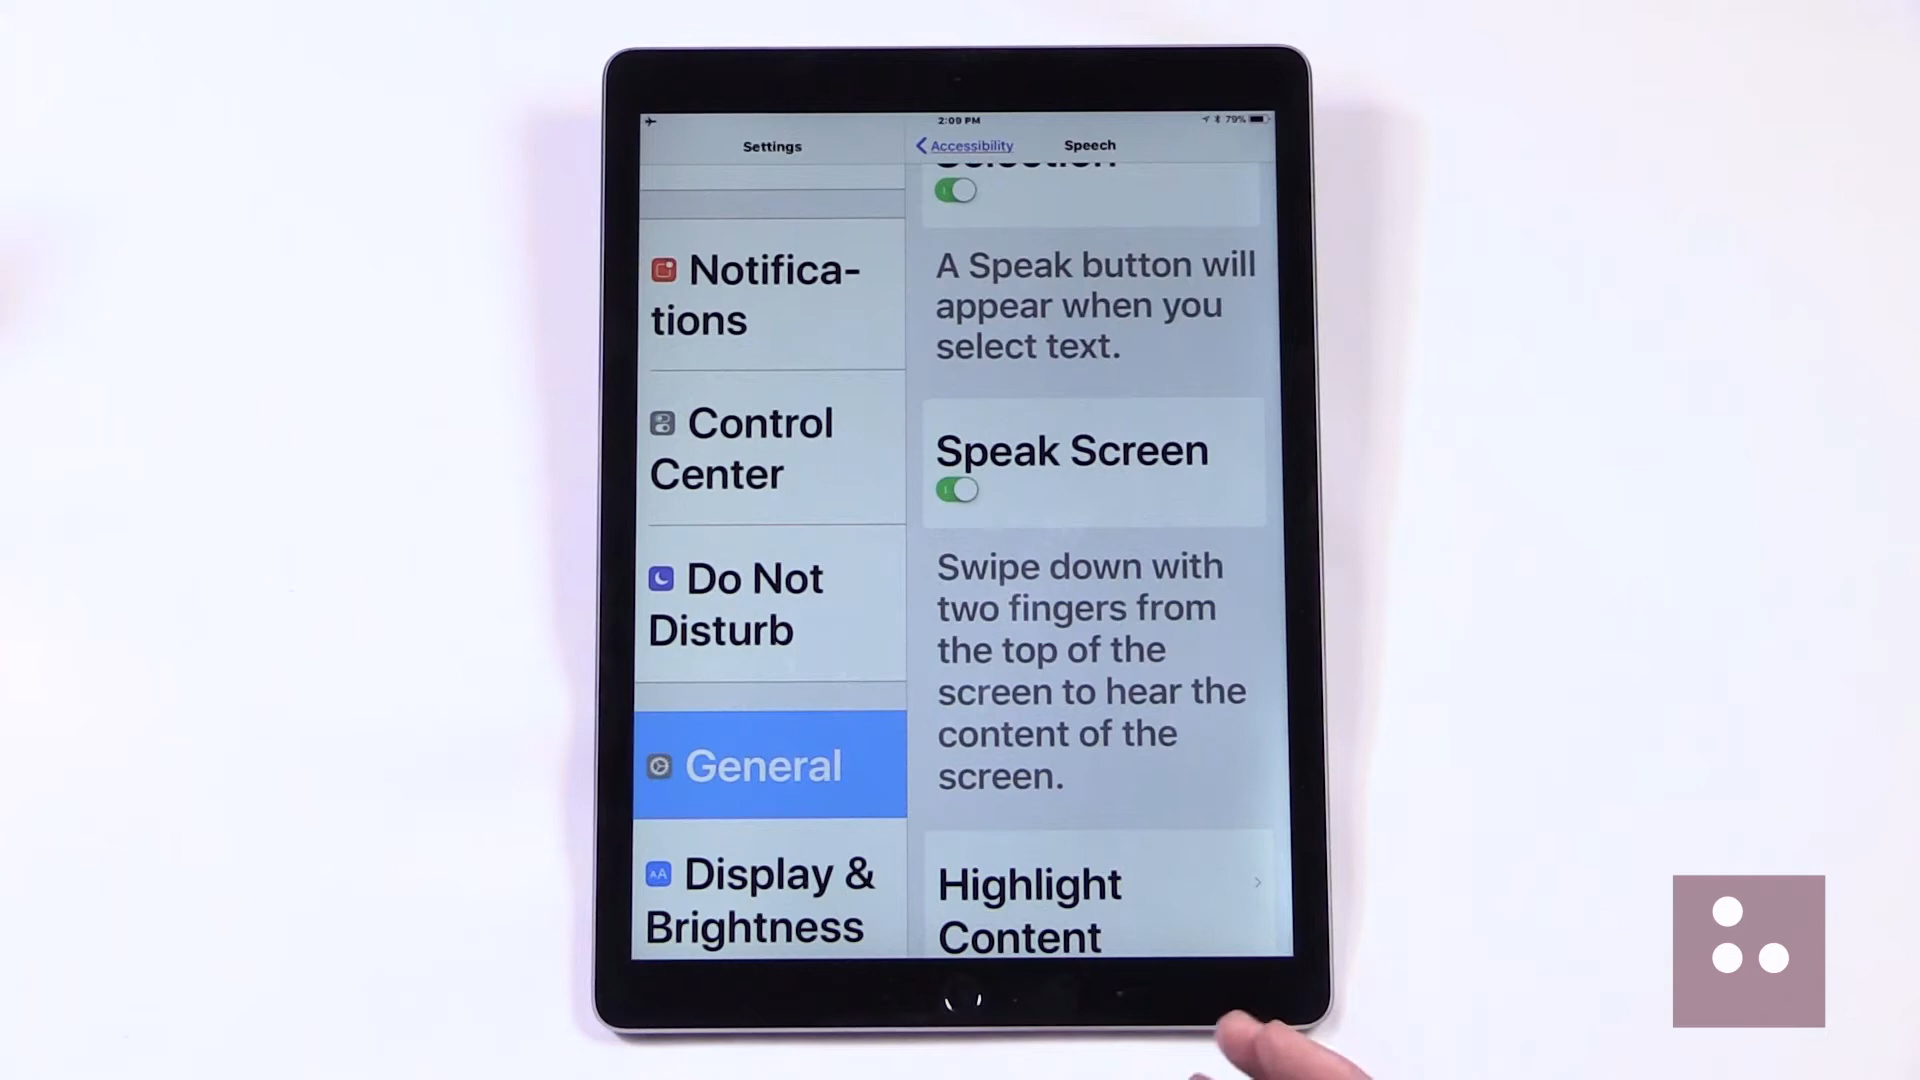 2:09 PM
79%
Settings
Accessibility
Speech
Notifica-
tions
Control
Center
Do Not
Disturb
General
AA
Display &
Brightness
A Speak button will
appear when you
select text.
Speak Screen
Swipe down with
two fingers from
the top of the
screen to hear the
content of the
screen.
Highlight
Content